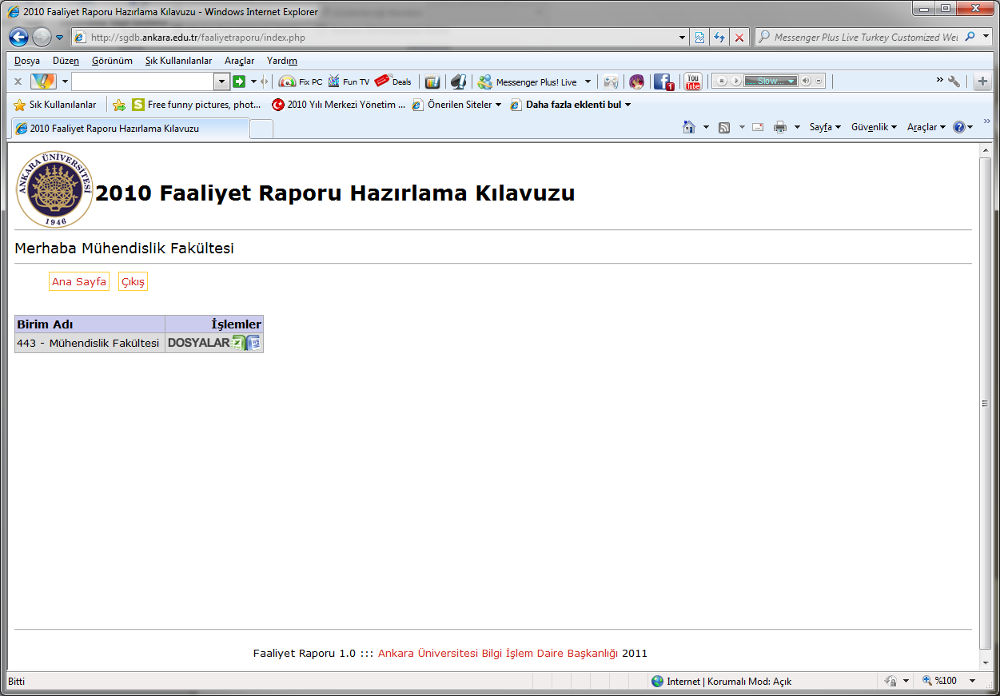 2010 Faaliyet Raporu Hazırlama Kılavuzu - Windows Internet Explorer
http://sgdb.ankara.edu.tr/faaliyetraporu/index.php
Messenger Plus Live Turkey Customized Wel
Dosya Düzen Görünüm Sık Kullanılanlar Araçlar Yardım
Fix PC Fun TV Deals Messenger Plus! Live 1 You Tube Slow...
Sık Kullanılanlar S Free funny pictures, phot... 2010 Yılı Merkezi Yönetim ... Önerilen Siteler Daha fazla eklenti bul
2010 Faaliyet Raporu Hazırlama Kılavuzu
Sayfa Güvenlik Araçlar
ANKARA ÜNİVERSİTESİ
1946
2010 Faaliyet Raporu Hazırlama Kılavuzu
Merhaba Mühendislik Fakültesi
Ana Sayfa Çıkış
Birim Adı İşlemler
443 - Mühendislik Fakültesi DOSYALAR
Faaliyet Raporu 1.0 ::: Ankara Üniversitesi Bilgi İşlem Daire Başkanlığı 2011
Bitti Internet | Korumalı Mod: Açık %100